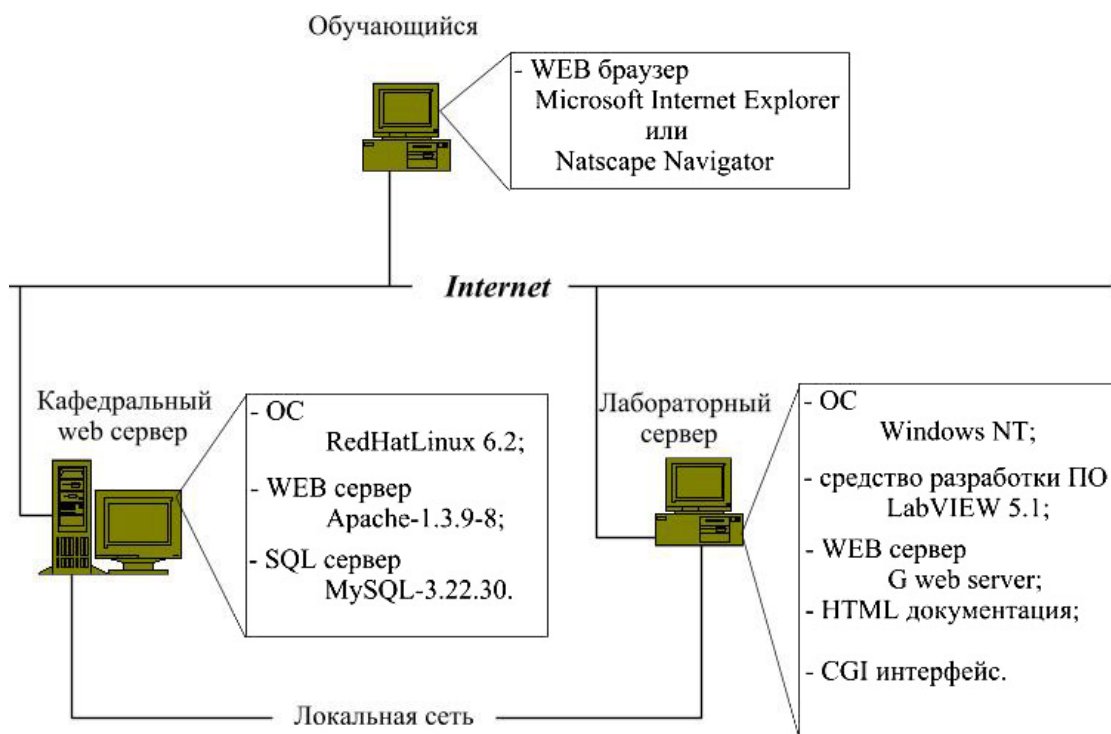 Обучающийся
- WEB браузер
Microsoft Internet Explorer
или
Natscape Navigator
Internet
Кафедральный
web сервер
- ОС
RedHatLinux 6.2;
- WEB сервер
Apache-1.3.9-8;
- SQL сервер
MySQL-3.22.30.
Лабораторный
сервер
- ОС
Windows NT;
- средство разработки ПО
LabVIEW 5.1;
- WEB сервер
G web server;
- HTML документация;
- CGI интерфейс.
Локальная сеть